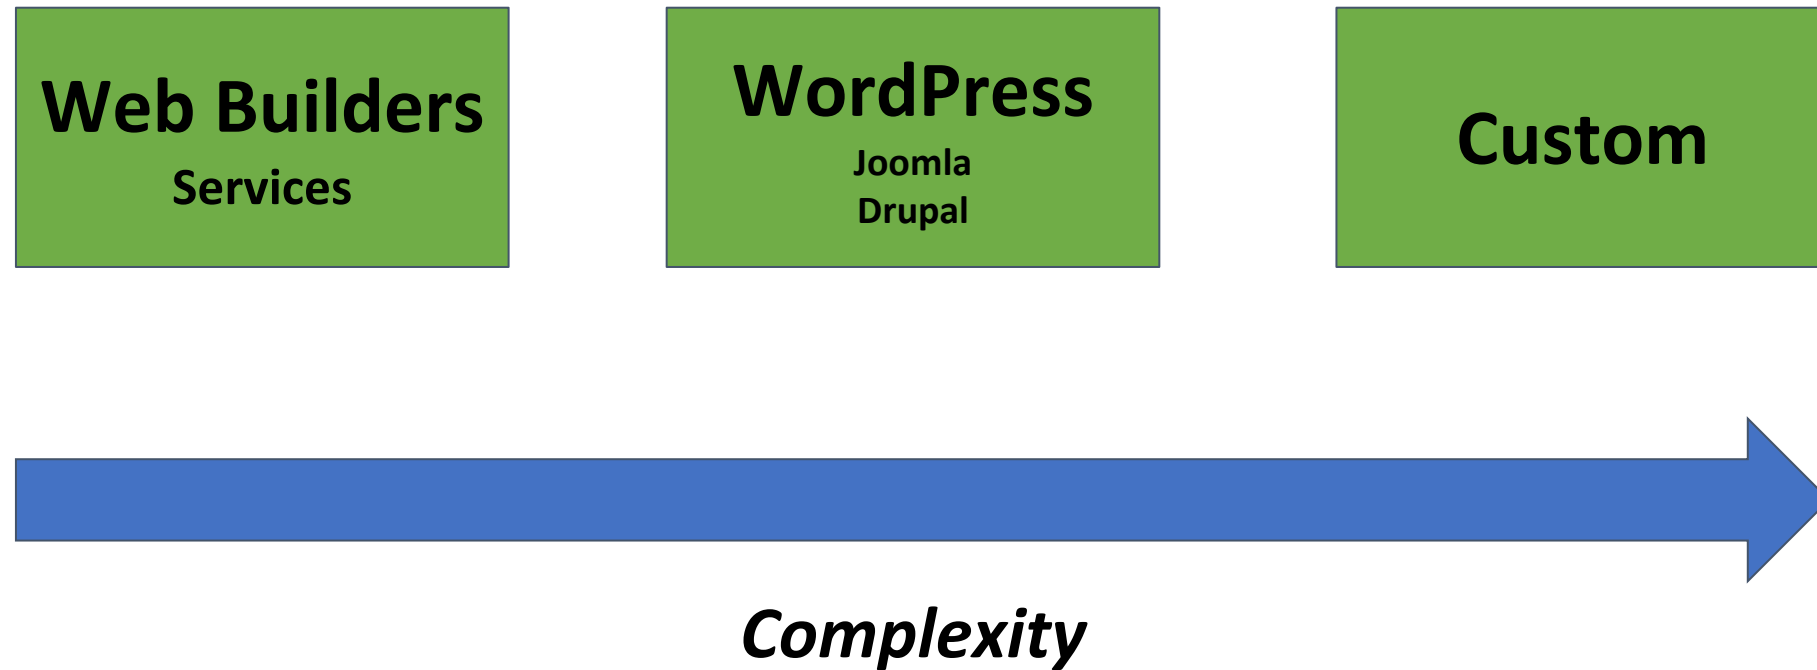 Web Builders
Services
WordPress
Joomla
Drupal
Custom
Complexity